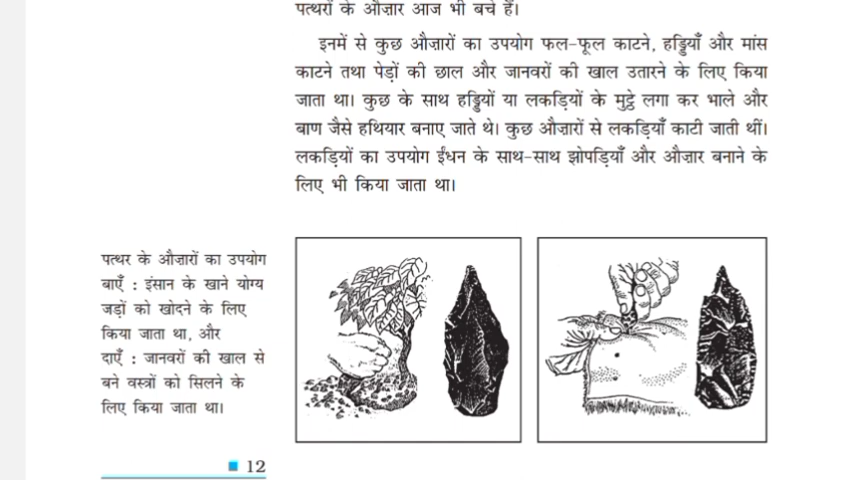 पत्थरों के औज़ार आज भी बचे हैं।
इनमें से कुछ औज़ारों का उपयोग फल-फूल काटने, हड्डियाँ और मांस
काटने तथा पेड़ों की छाल और जानवरों की खाल उतारने के लिए किया
जाता था। कुछ के साथ हड्डियों या लकड़ियों के मुट्ठे लगा कर भाले और
बाण जैसे हथियार बनाए जाते थे। कुछ औज़ारों से लकड़ियाँ काटी जाती थीं।
लकड़ियों का उपयोग ईंधन के साथ-साथ झोपड़ियाँ और औज़ार बनाने के
लिए भी किया जाता था।
पत्थर के औज़ारों का उपयोग
बाएँ : इंसान के खाने योग्य
जड़ों को खोदने के लिए
किया जाता था, और
दाएँ : जानवरों की खाल से
बने वस्त्रों को सिलने के
लिए किया जाता था।
12